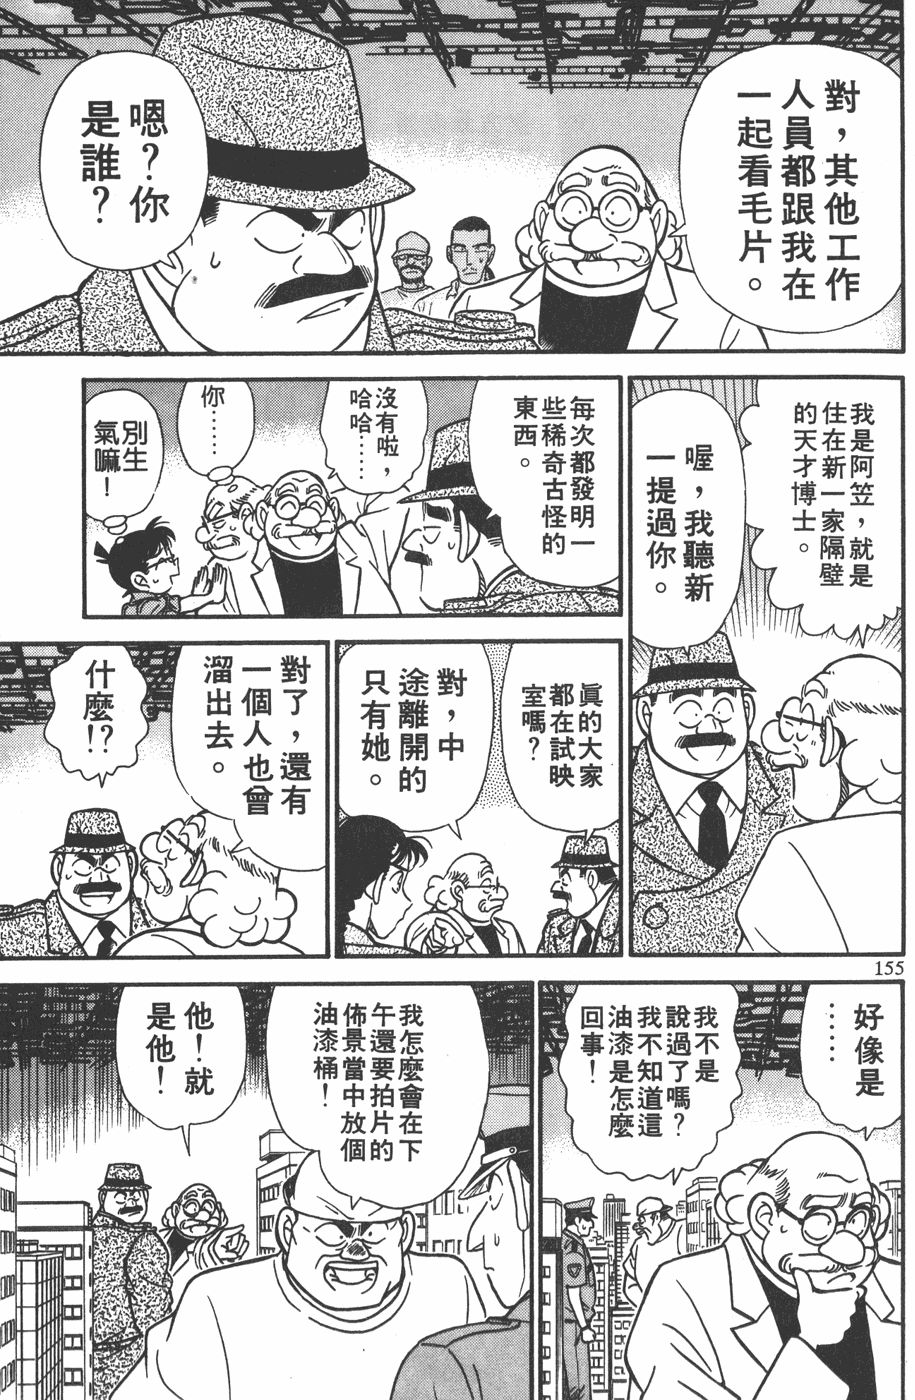 對，其他工作
人員都跟我在
一起看毛片。
嗯？你
是誰？
我是阿笠，就是
住在新一家隔壁
的天才博士。
喔，我聽新
一提過你。
每次都發明一
些稀奇古怪的
東西。
沒有啦，
哈哈……
你……
別生
氣嘛！
真的大家
都在試映
室嗎？
對，中
途離開的
只有她。
對了，還有
一個人也曾
溜出去。
什麼!?
155
好像是
……
我不是
說過了嗎？
我不知道這
油漆是怎麼
回事！
我怎麼會在下
午還要拍片的
佈景當中放個
油漆桶！
他！就
是他！